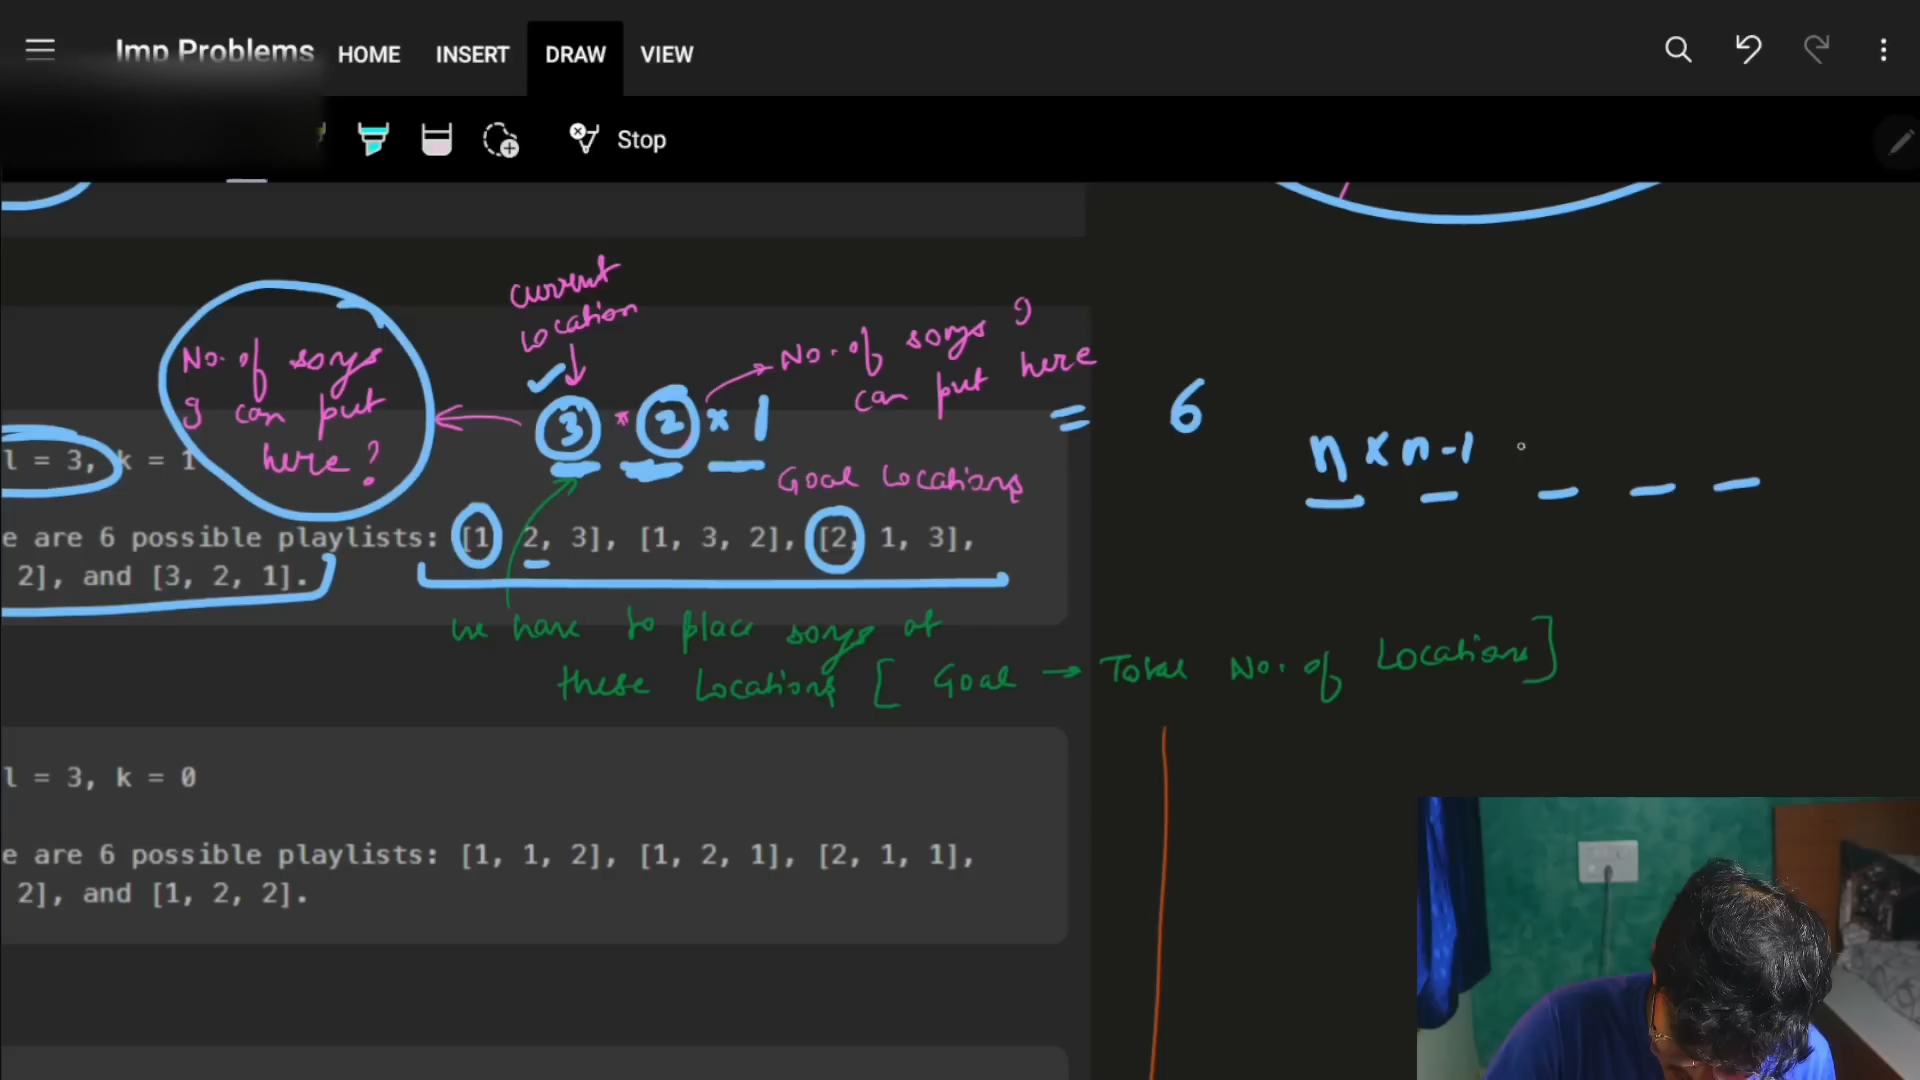 Imp Problems HOME INSERT DRAW VIEW
Stop
current
location
No. of songs
I can put
here?
3 * 2 × 1
No. of songs I
can put here
= 6
n × n-1
l = 3, k = 1
Goal Locations
e are 6 possible playlists: [1 2, 3], [1, 3, 2], [2, 1, 3],
2], and [3, 2, 1].
we have to place songs at
these Locations [ Goal → Total No. of Locations]
l = 3, k = 0
e are 6 possible playlists: [1, 1, 2], [1, 2, 1], [2, 1, 1],
2], and [1, 2, 2].